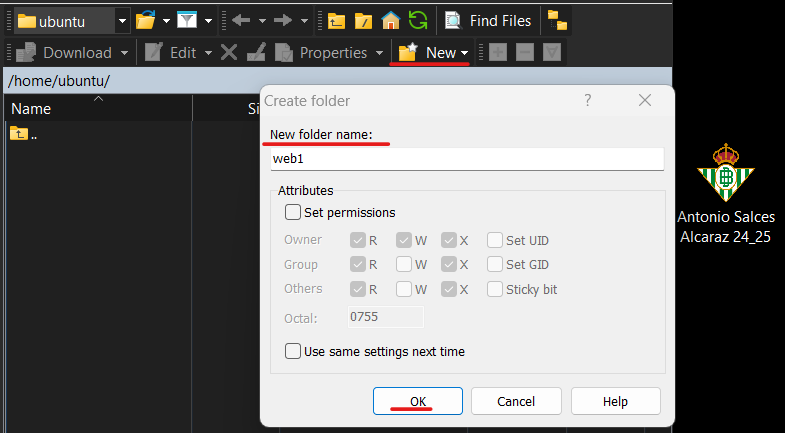 ubuntu
Find Files
Download Edit Properties New
/home/ubuntu/
Name Si
..
Create folder ?
New folder name:
web1
Attributes
Set permissions
Owner R W X Set UID
Group R W X Set GID
Others R W X Sticky bit
Octal: 0755
Use same settings next time
OK Cancel Help
Antonio Salces
Alcaraz 24_25